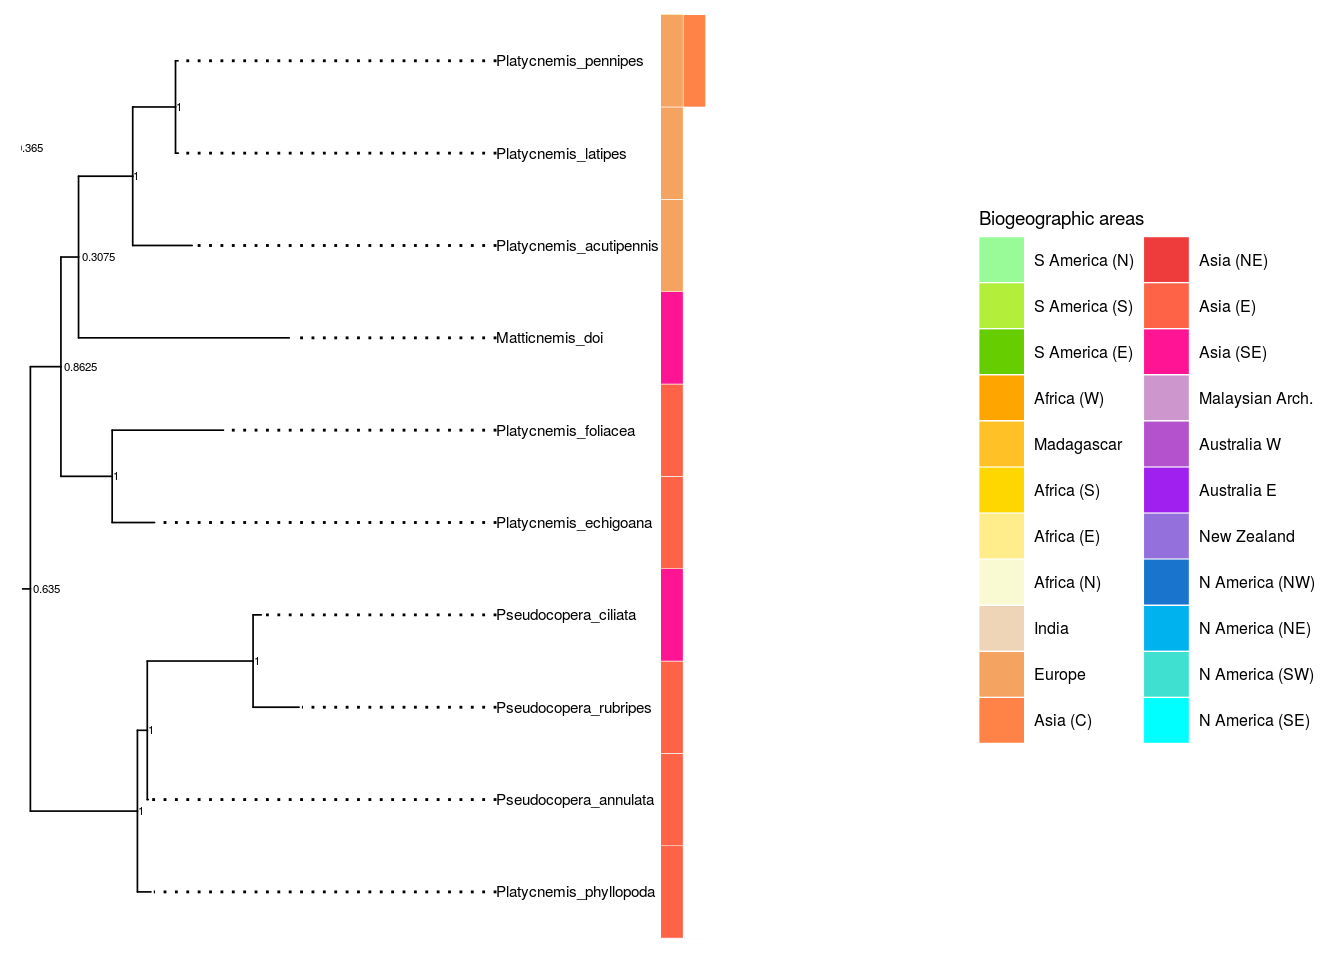 Platycnemis_pennipes
1
.365
Platycnemis_latipes
1
Platycnemis_acutipennis
0.3075
Matticnemis_doi
0.8625
Platycnemis_foliacea
1
Platycnemis_echigoana
0.635
Pseudocopera_ciliata
1
Pseudocopera_rubripes
1
Pseudocopera_annulata
1
Platycnemis_phyllopoda
Biogeographic areas
S America (N)
S America (S)
S America (E)
Africa (W)
Madagascar
Africa (S)
Africa (E)
Africa (N)
India
Europe
Asia (C)
Asia (NE)
Asia (E)
Asia (SE)
Malaysian Arch.
Australia W
Australia E
New Zealand
N America (NW)
N America (NE)
N America (SW)
N America (SE)